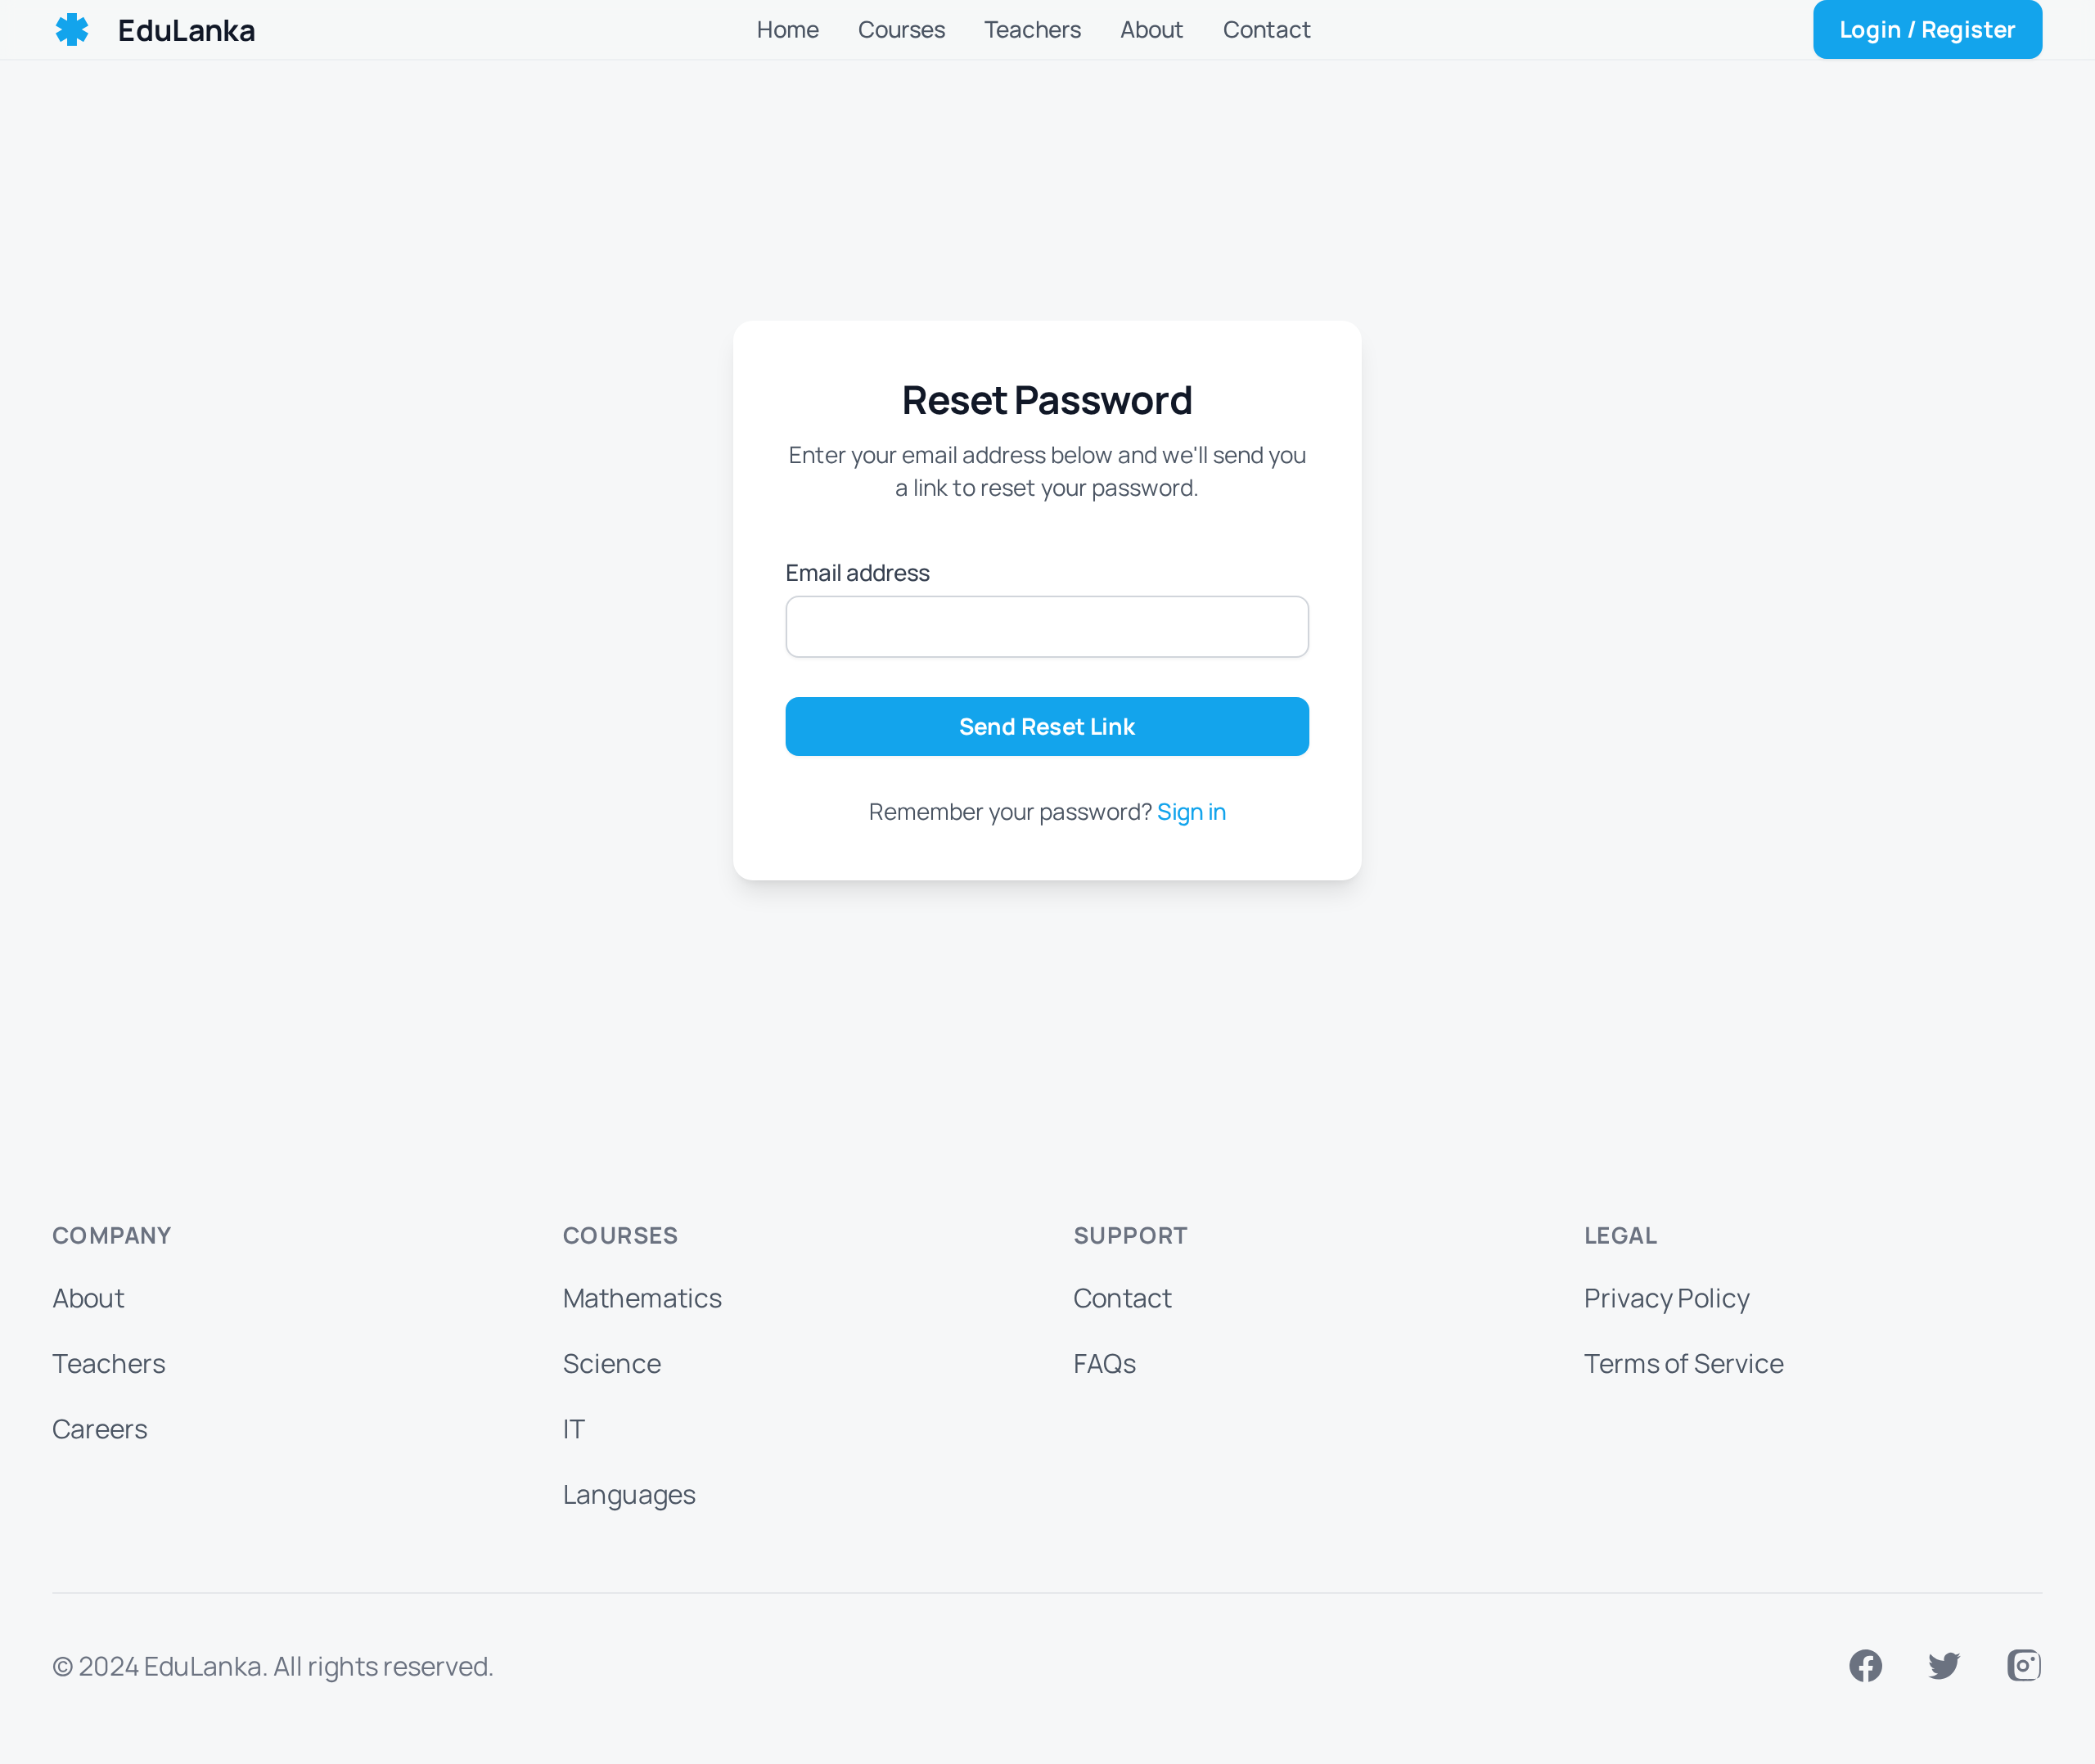 EduLanka
Home
Courses
Teachers
About
Contact
Login / Register
Reset Password
Enter your email address below and we'll send you
a link to reset your password.
Email address
Send Reset Link
Remember your password? Sign in
COMPANY
About
Teachers
Careers
COURSES
Mathematics
Science
IT
Languages
SUPPORT
Contact
FAQs
LEGAL
Privacy Policy
Terms of Service
© 2024 EduLanka. All rights reserved.